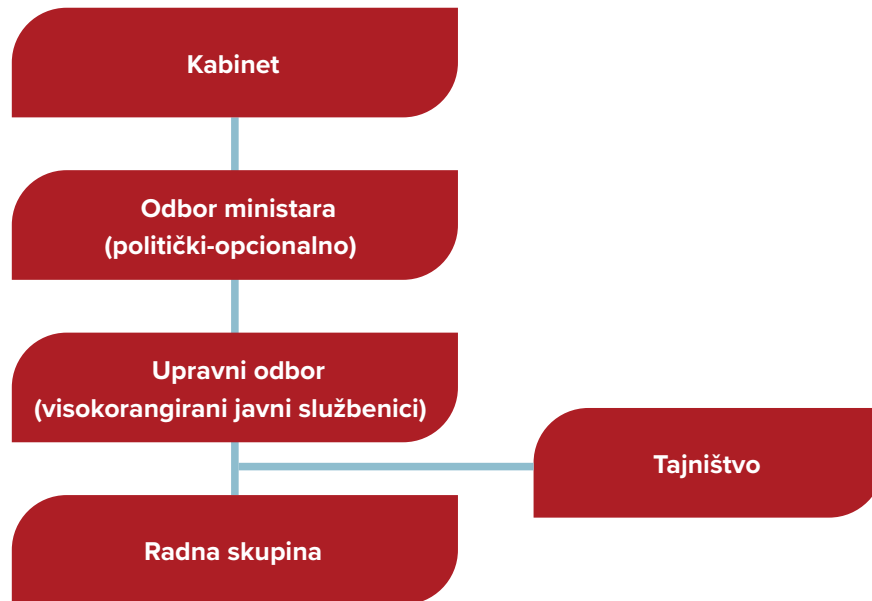 Kabinet
Odbor ministara
(politički-opcionalno)
Upravni odbor
(visokorangirani javni službenici)
Tajništvo
Radna skupina